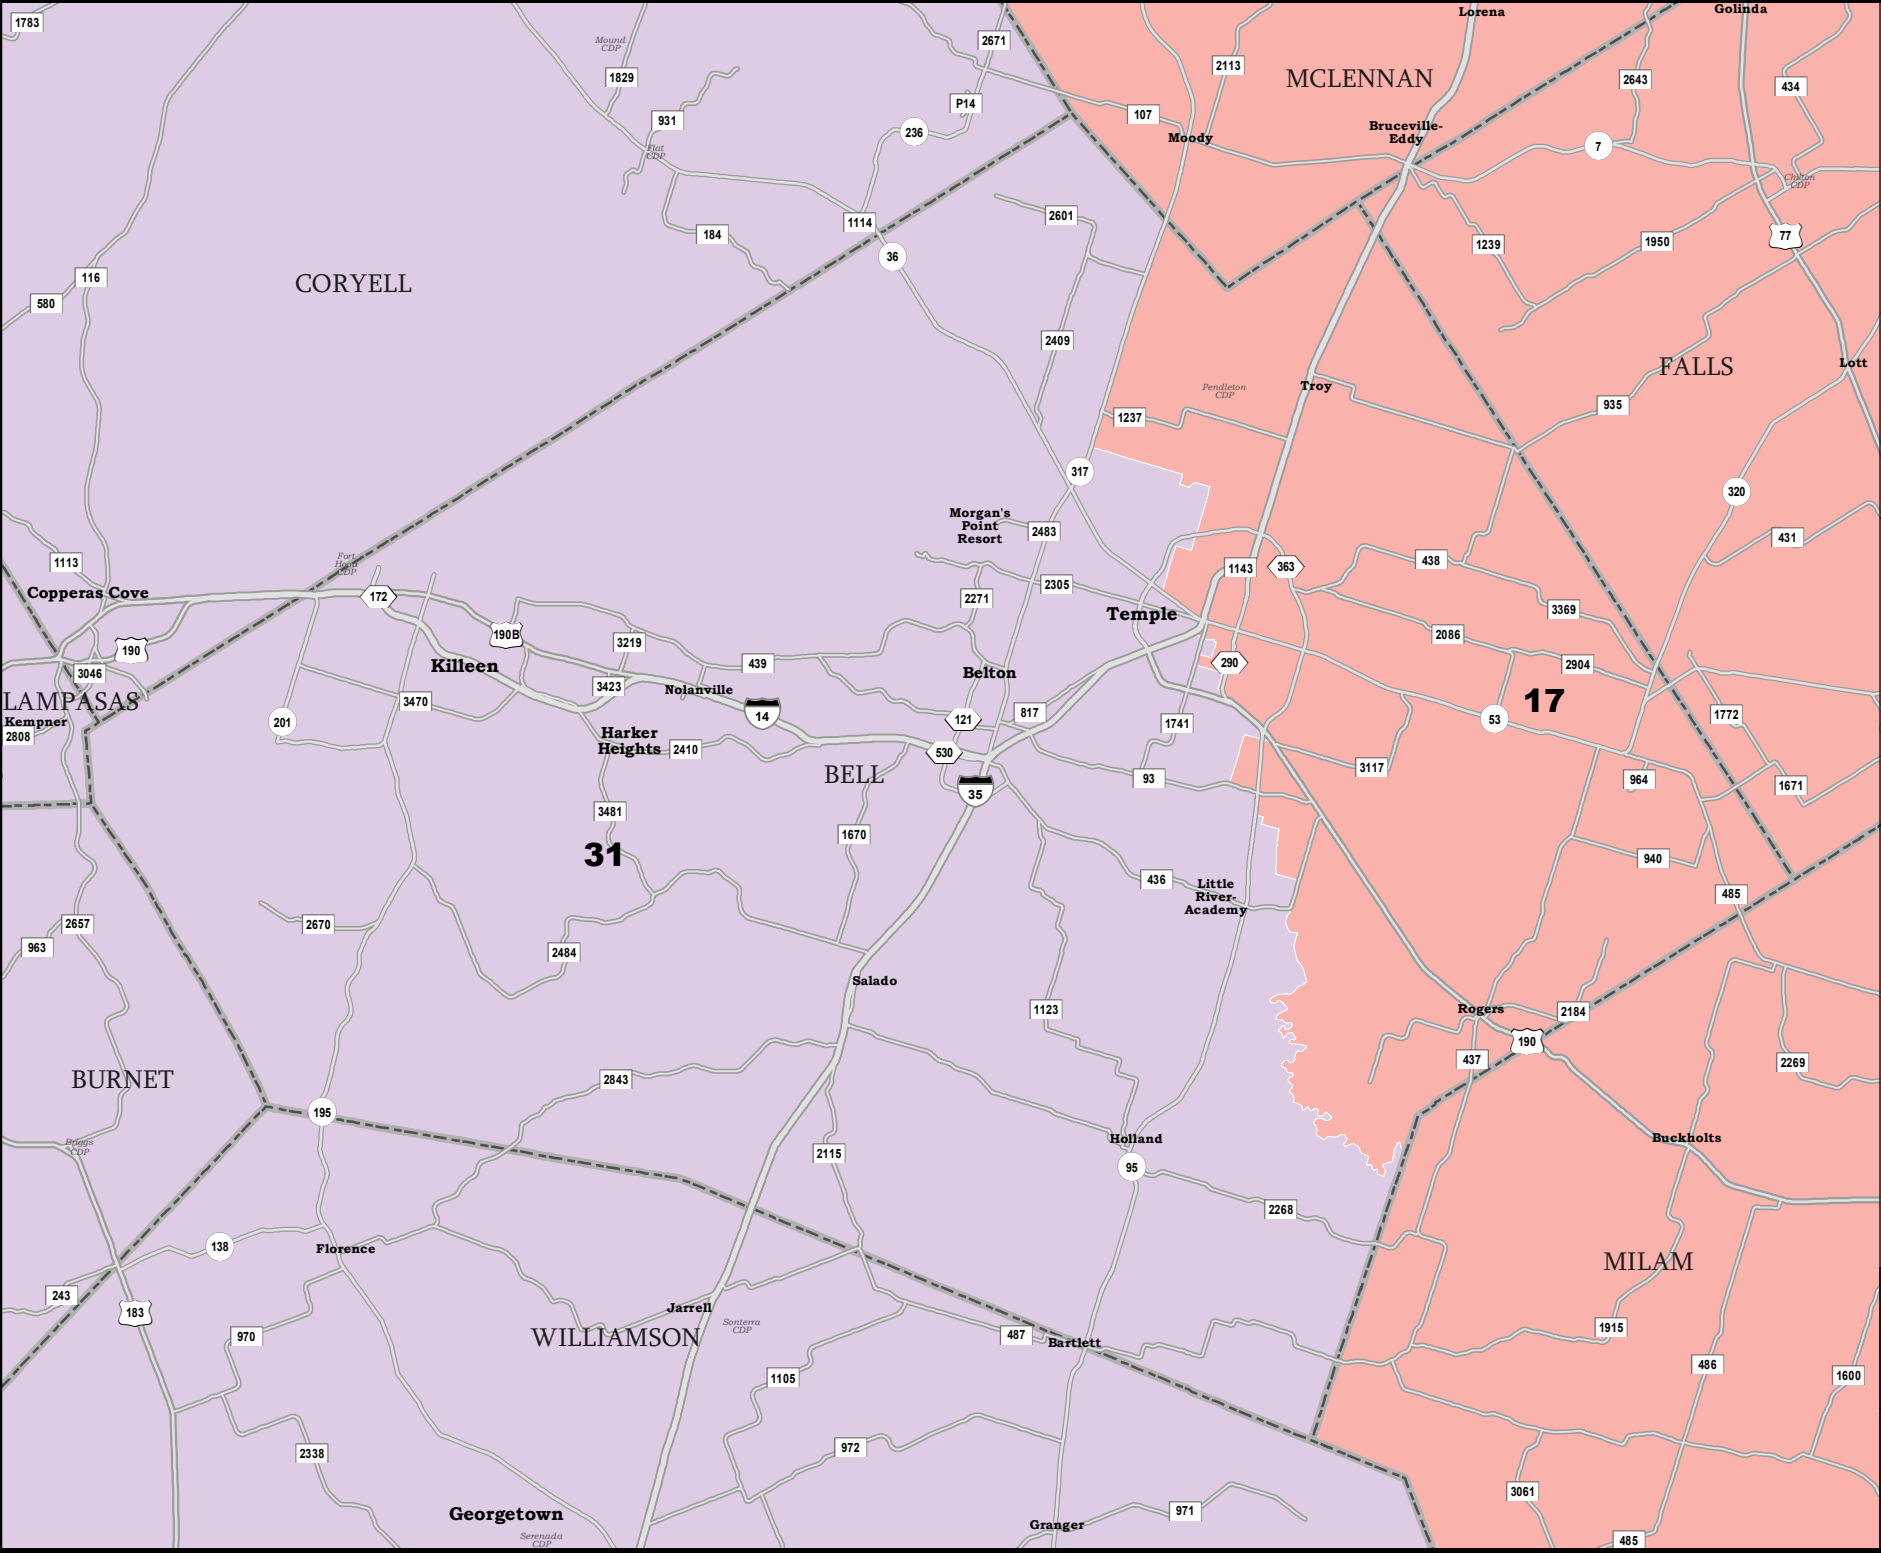 1783
Mound
CDP
1829
2671
Lorena
Golinda
2113
MCLENNAN
2643
434
931
P14
236
107
Moody
Bruceville-
Eddy
7
Flat
CDP
Chilton
CDP
184
1114
36
2601
1239
1950
77
CORYELL
116
580
2409
Pendleton
CDP
Troy
FALLS
Lott
935
1237
317
320
Morgan's
Point
Resort
2483
431
1113
Fort
Hood
CDP
Copperas Cove
172
1143
363
438
2305
2271
3369
Temple
190B
190
3219
2086
2904
Killeen
439
Belton
290
3046
LAMPASAS
Kempner
2808
3470
3423
Nolanville
14
201
121
817
1741
53
17
1772
Harker
Heights
2410
530
BELL
93
3117
964
1671
35
3481
31
1670
940
436
Little
River-
Academy
485
2670
2657
963
2484
Salado
1123
Rogers
2184
190
437
2269
BURNET
2843
195
Briggs
CDP
2115
Holland
95
Buckholts
2268
138
Florence
MILAM
243
183
Jarrell
Sonterra
CDP
970
WILLIAMSON
487
Bartlett
1915
486
1600
1105
972
2338
3061
Georgetown
Serenada
CDP
Granger
971
485